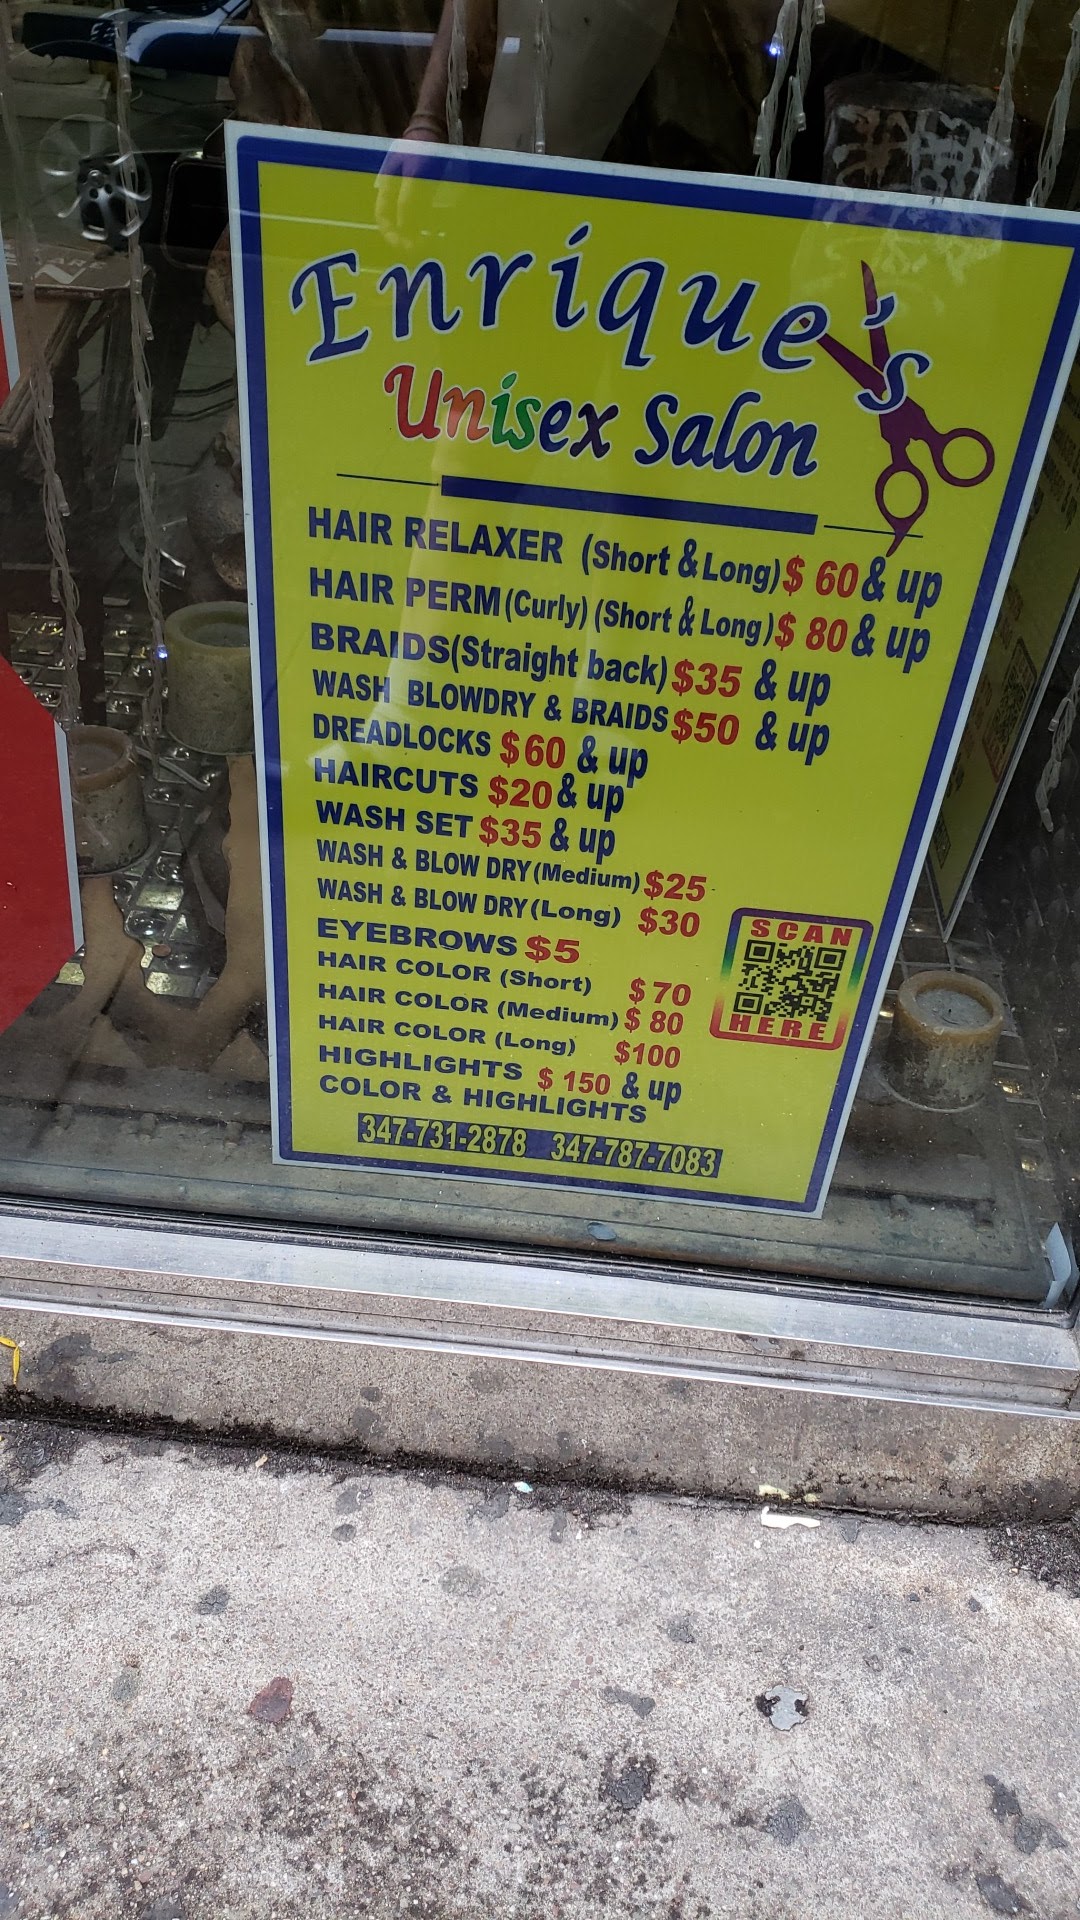 Enrique's
Unisex Salon
HAIR RELAXER (Short & Long) $ 60 & up
HAIR PERM (Curly) (Short & Long) $ 80 & up
BRAIDS (Straight back) $35 & up
WASH BLOWDRY & BRAIDS $50 & up
DREADLOCKS $60 & up
HAIRCUTS $20 & up
WASH SET $35 & up
WASH & BLOW DRY (Medium) $25
WASH & BLOW DRY (Long) $30
EYEBROWS $5
HAIR COLOR (Short) $70
HAIR COLOR (Medium) $ 80
HAIR COLOR (Long) $100
HIGHLIGHTS $ 150 & up
COLOR & HIGHLIGHTS
SCAN
HERE
347-731-2878 347-787-7083